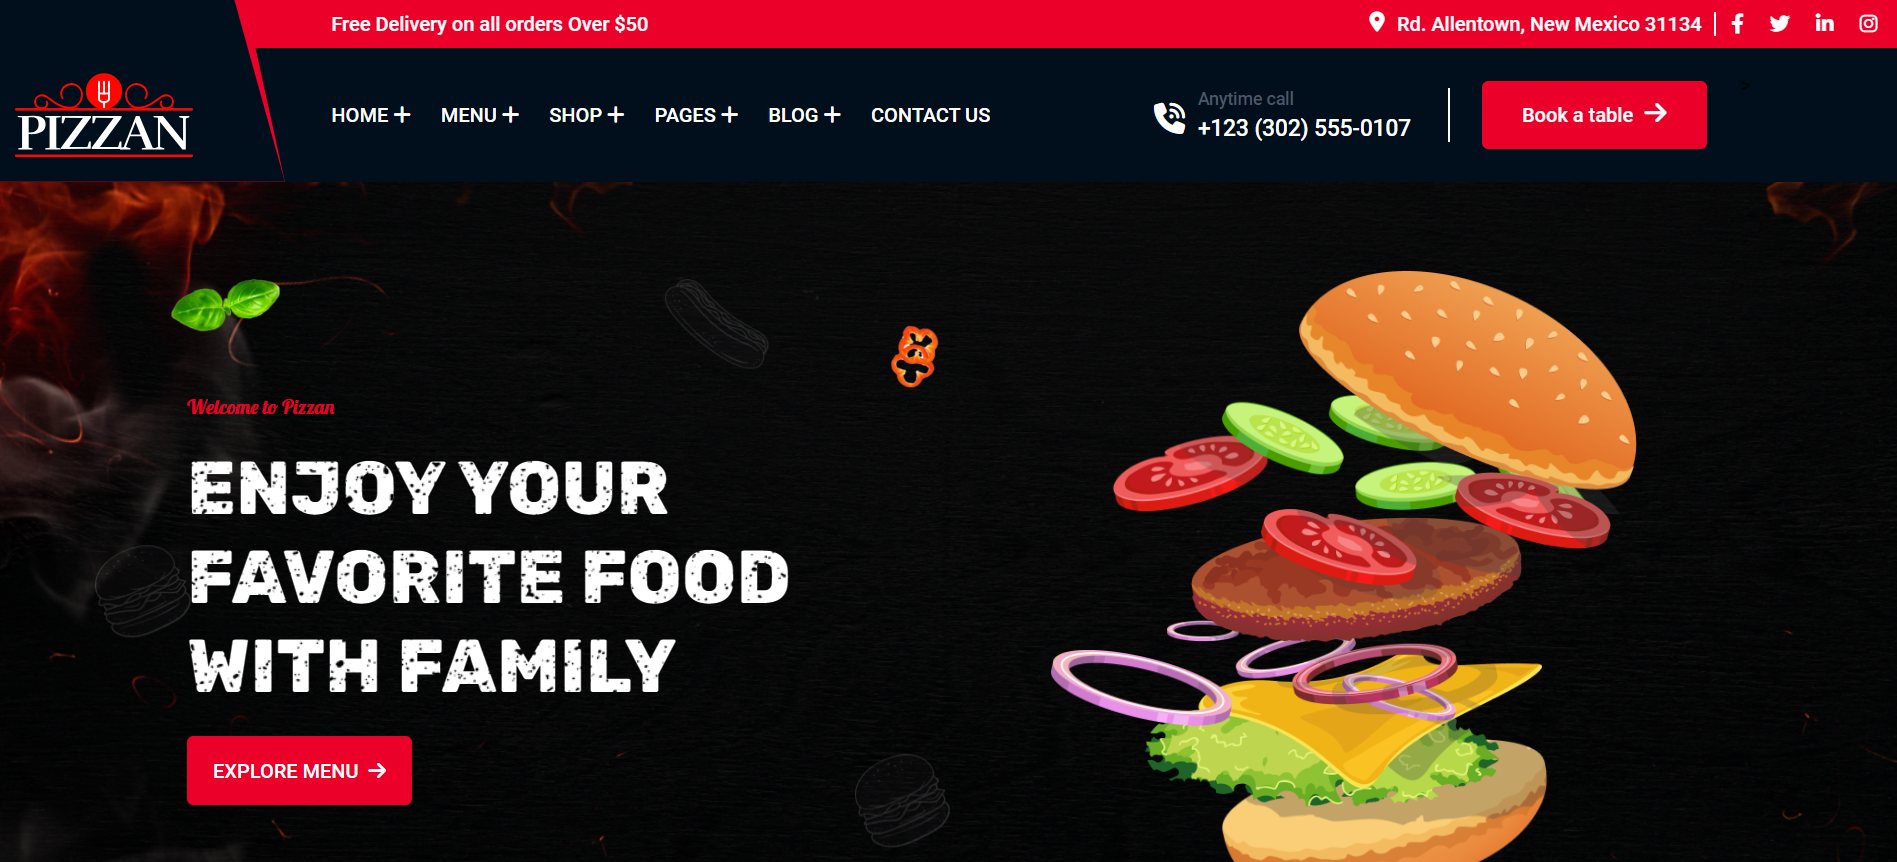 Free Delivery on all orders Over $50
Rd. Allentown, New Mexico 31134
PIZZAN
HOME +
MENU +
SHOP +
PAGES +
BLOG +
CONTACT US
Anytime call
+123 (302) 555-0107
Book a table →
>
Welcome to Pizzan
ENJOY YOUR
FAVORITE FOOD
WITH FAMILY
EXPLORE MENU →